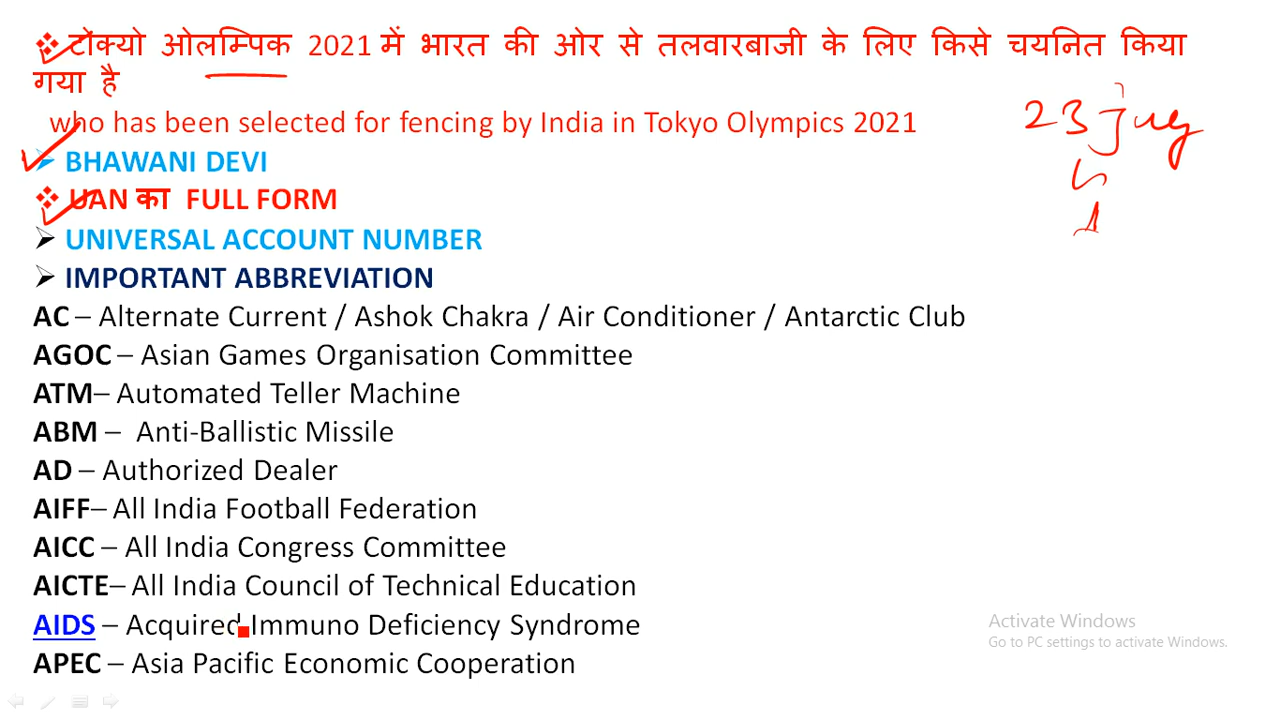 ❖ टोक्यो ओलम्पिक 2021 में भारत की ओर से तलवारबाजी के लिए किसे चयनित किया
गया है
who has been selected for fencing by India in Tokyo Olympics 2021
➢ BHAWANI DEVI
❖ UAN का FULL FORM
➢ UNIVERSAL ACCOUNT NUMBER
➢ IMPORTANT ABBREVIATION
AC – Alternate Current / Ashok Chakra / Air Conditioner / Antarctic Club
AGOC – Asian Games Organisation Committee
ATM– Automated Teller Machine
ABM – Anti-Ballistic Missile
AD – Authorized Dealer
AIFF– All India Football Federation
AICC – All India Congress Committee
AICTE– All India Council of Technical Education
AIDS – Acquired Immuno Deficiency Syndrome
APEC – Asia Pacific Economic Cooperation
23
Activate Windows
Go to PC settings to activate Windows.